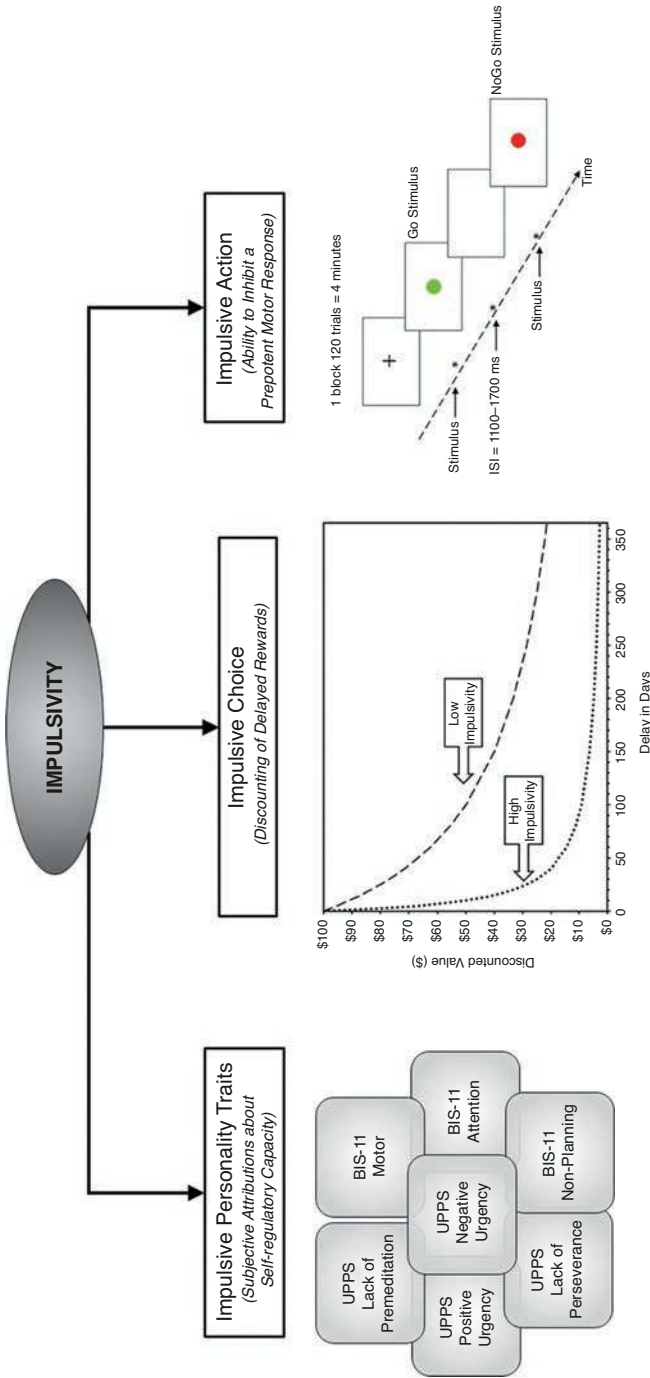 IMPULSIVITY
Impulsive Personality Traits
(Subjective Attributions about
Self-regulatory Capacity)
UPPS
Lack of
Premeditation
BIS-11
Motor
UPPS
Positive
Urgency
UPPS
Negative
Urgency
BIS-11
Attention
UPPS
Lack of
Perseverance
BIS-11
Non-Planning
Impulsive Choice
(Discounting of Delayed Rewards)
Discounted Value ($)
$100
$90
$80
$70
$60
$50
$40
$30
$20
$10
$0
High
Impulsivity
Low
Impulsivity
0
50
100
150
200
250
300
350
Delay in Days
Impulsive Action
(Ability to Inhibit a
Prepotent Motor Response)
1 block 120 trials = 4 minutes
+
Go Stimulus
NoGo Stimulus
Stimulus
*
ISI = 1100–1700 ms
*
Stimulus
*
Time